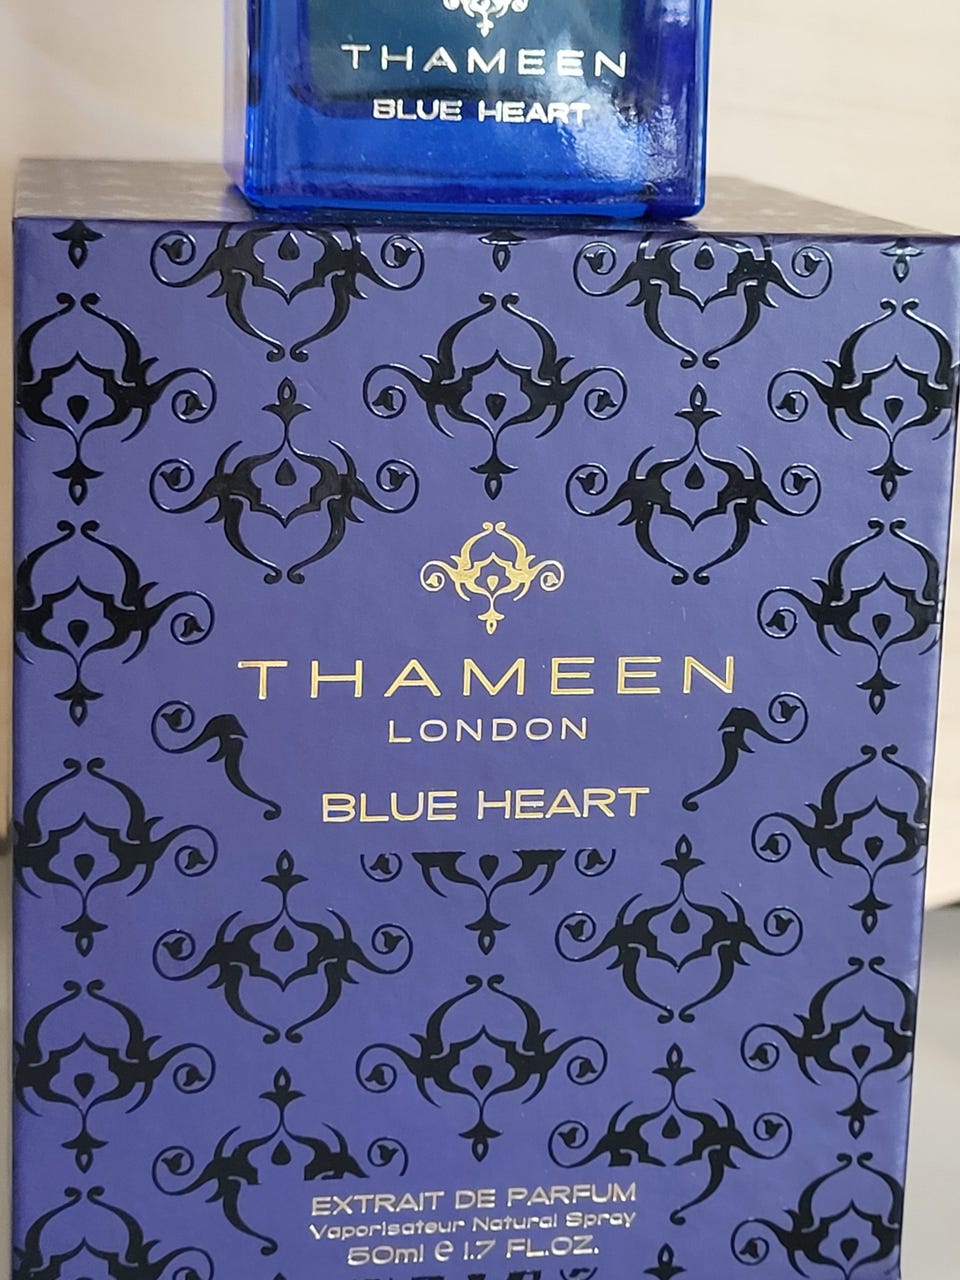 THAMEEN
BLUE HEART
THAMEEN
LONDON
BLUE HEART
EXTRAIT DE PARFUM
Vaporisateur Natural Spray
50ml e 1.7 FL.OZ.